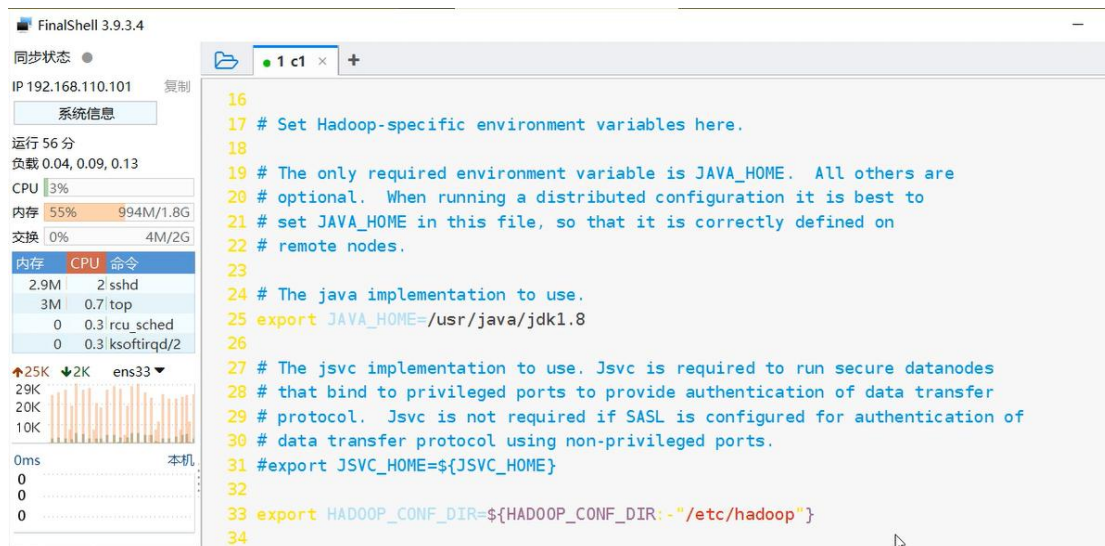 FinalShell 3.9.3.4
同步状态
IP 192.168.110.101 复制
系统信息
运行 56 分
负载 0.04, 0.09, 0.13
CPU 3%
内存 55% 994M/1.8G
交换 0% 4M/2G
内存 CPU 命令
2.9M 2 sshd
3M 0.7 top
0 0.3 rcu_sched
0 0.3 ksoftirqd/2
25K 2K ens33
29K
20K
10K
0ms 本机
0
0
0
1 c1 × +
16
17 # Set Hadoop-specific environment variables here.
18
19 # The only required environment variable is JAVA_HOME.  All others are
20 # optional.  When running a distributed configuration it is best to
21 # set JAVA_HOME in this file, so that it is correctly defined on
22 # remote nodes.
23
24 # The java implementation to use.
25 export JAVA_HOME=/usr/java/jdk1.8
26
27 # The jsvc implementation to use. Jsvc is required to run secure datanodes
28 # that bind to privileged ports to provide authentication of data transfer
29 # protocol.  Jsvc is not required if SASL is configured for authentication of
30 # data transfer protocol using non-privileged ports.
31 #export JSVC_HOME=${JSVC_HOME}
32
33 export HADOOP_CONF_DIR=${HADOOP_CONF_DIR:-"/etc/hadoop"}
34